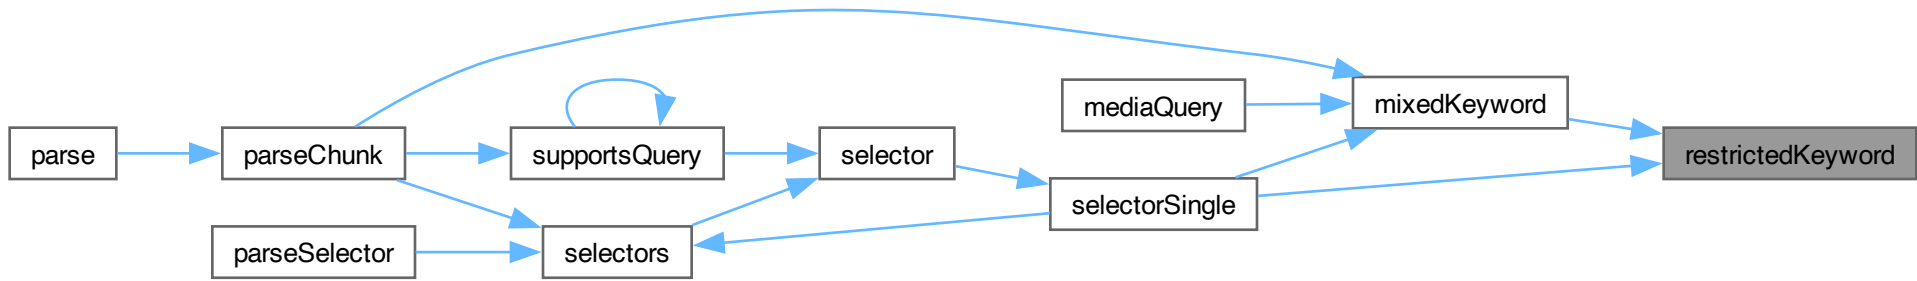 parse
parseChunk
parseSelector
supportsQuery
selectors
selector
mediaQuery
selectorSingle
mixedKeyword
restrictedKeyword